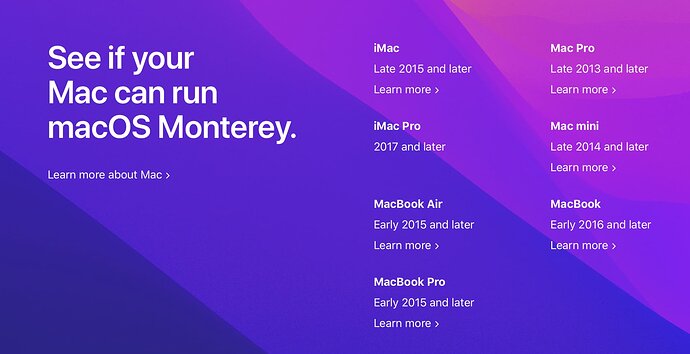 See if your
Mac can run
macOS Monterey.
Learn more about Mac ›
iMac
Late 2015 and later
Learn more ›
Mac Pro
Late 2013 and later
Learn more ›
iMac Pro
2017 and later
Mac mini
Late 2014 and later
Learn more ›
MacBook Air
Early 2015 and later
Learn more ›
MacBook
Early 2016 and later
Learn more ›
MacBook Pro
Early 2015 and later
Learn more ›